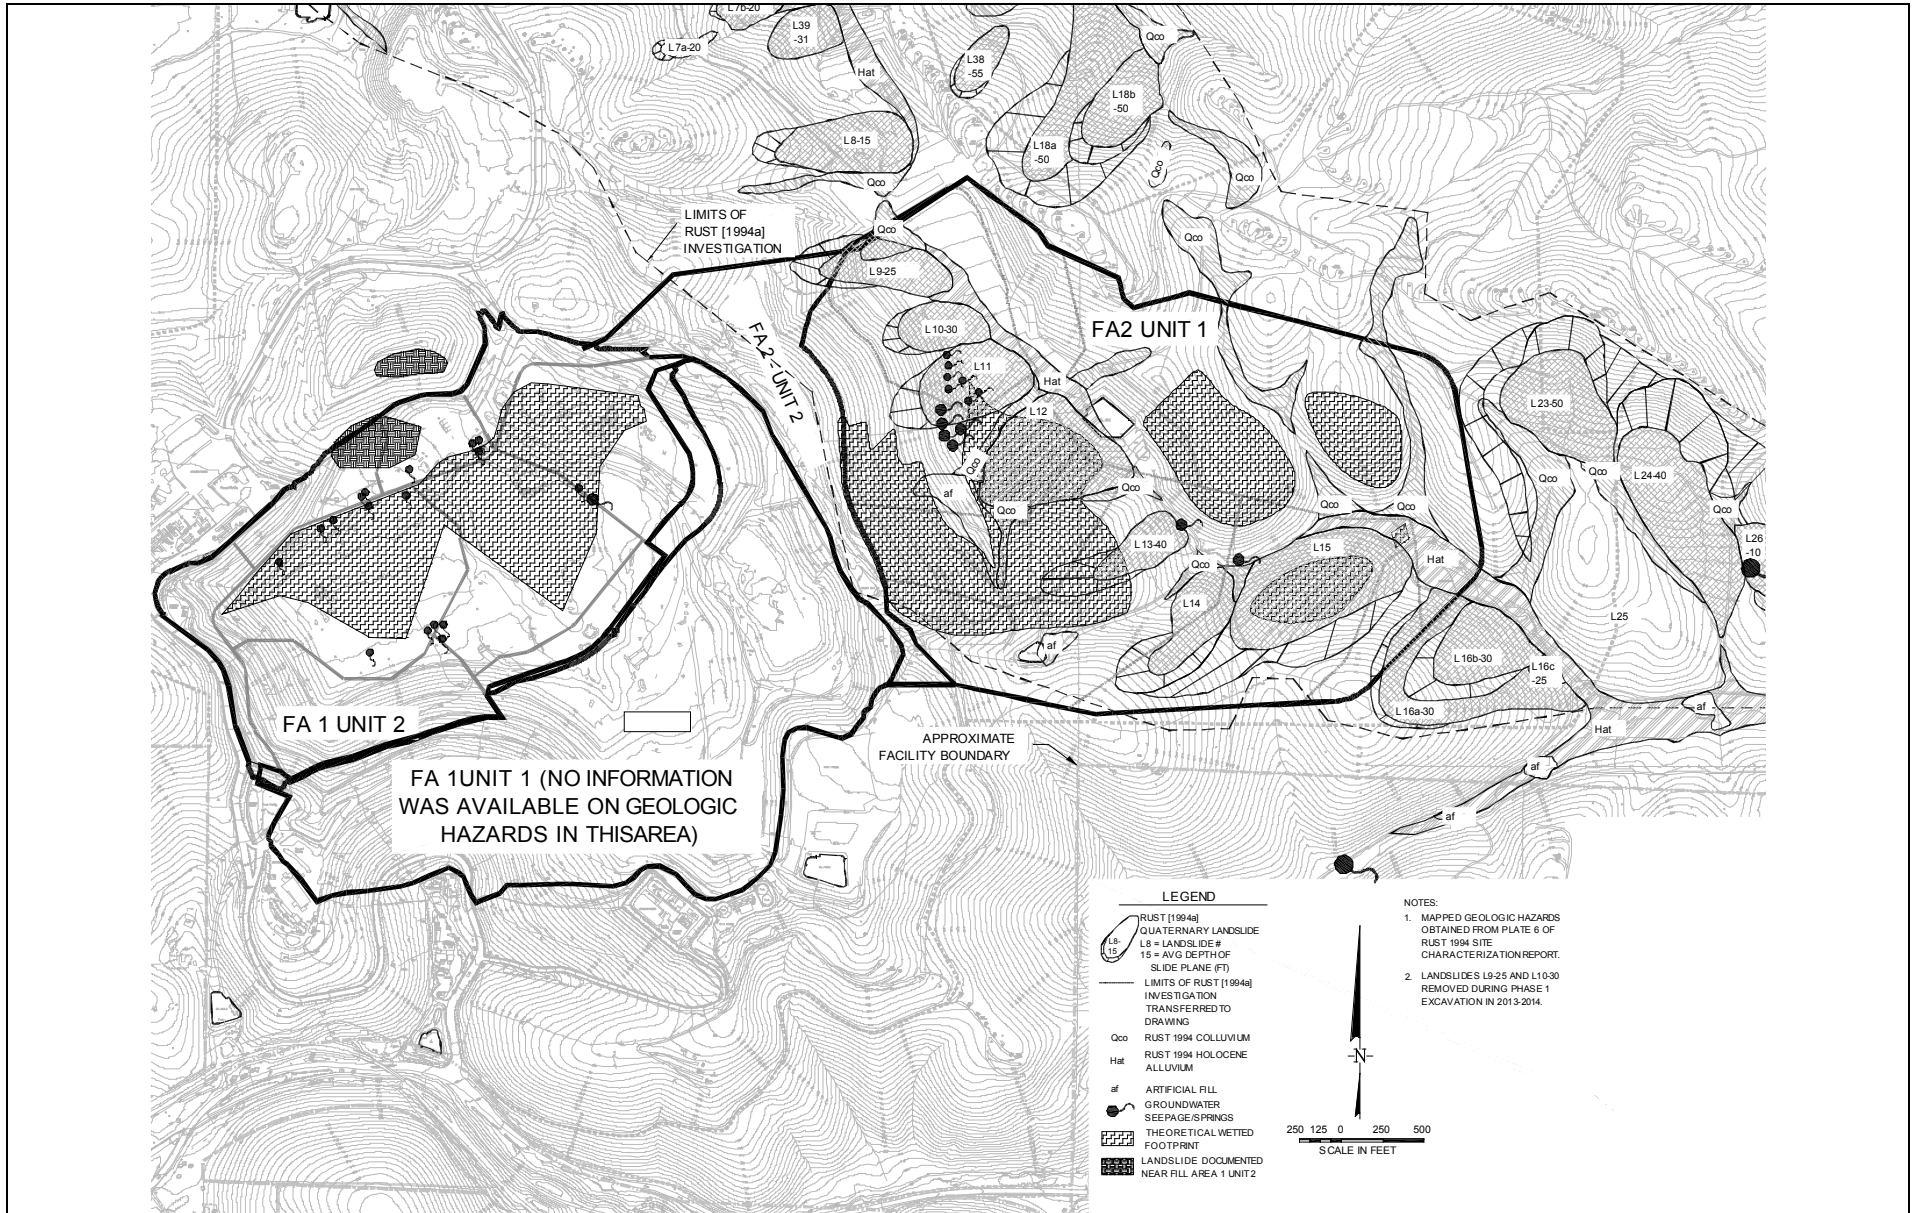 L7b-20
L39
-31
L7a-20
Qco
Hat
L38
-55
L18b
-50
L8-15
L18a
-50
Qco
Qco
Qco
LIMITS OF
RUST [1994a]
INVESTIGATION
Qco
Qco
L9-25
FA 2 - UNIT 2
L10-30
FA2 UNIT 1
L11
Hat
L12
L23-50
Qco
af
Qco
Qco
Qco
Qco
Qco
Qco
L24-40
Qco
L13-40
L15
Hat
L26
-10
Qco
L14
L25
af
L16b-30
L16c
-25
L16a-30
af
Hat
FA 1 UNIT 2
APPROXIMATE
FACILITY BOUNDARY
af
af
FA 1UNIT 1 (NO INFORMATION
WAS AVAILABLE ON GEOLOGIC
HAZARDS IN THISAREA)
LEGEND
RUST [1994a]
QUATERNARY LANDSLIDE
L8 = LANDSLIDE #
15 = AVG DEPTH OF
SLIDE PLANE (FT)
L8-
15
LIMITS OF RUST [1994a]
INVESTIGATION
TRANSFERRED TO
DRAWING
Qco RUST 1994 COLLUVIUM
Hat RUST 1994 HOLOCENE
ALLUVIUM
af ARTIFICIAL FILL
GROUNDWATER
SEEPAGE/SPRINGS
THEORETICAL WETTED
FOOTPRINT
LANDSLIDE DOCUMENTED
NEAR FILL AREA 1 UNIT 2
N
250 125 0 250 500
SCALE IN FEET
NOTES:
1. MAPPED GEOLOGIC HAZARDS
OBTAINED FROM PLATE 6 OF
RUST 1994 SITE
CHARACTERIZATION REPORT.
2. LANDSLIDES L9-25 AND L10-30
REMOVED DURING PHASE 1
EXCAVATION IN 2013-2014.